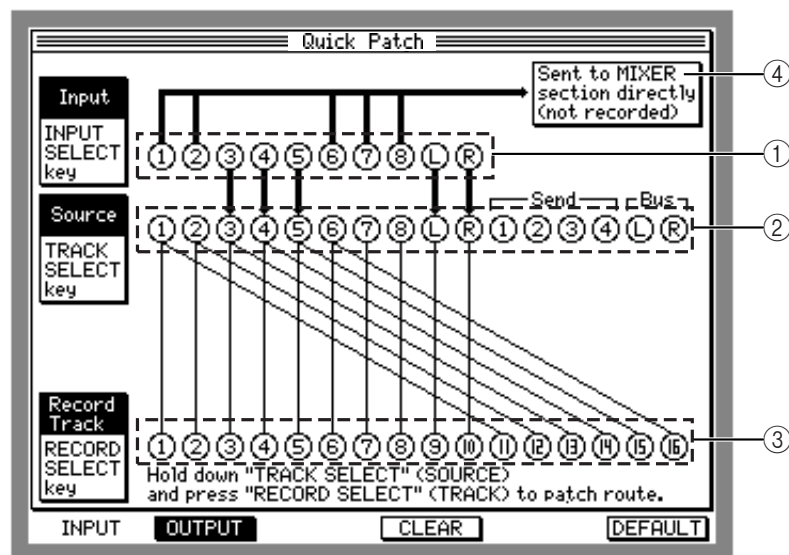 Quick Patch
Sent to MIXER
section directly
(not recorded)
④
Input
INPUT
SELECT
key
① ② ③ ④ ⑤ ⑥ ⑦ ⑧ Ⓛ Ⓡ
①
Send Bus
Source
TRACK
SELECT
key
① ② ③ ④ ⑤ ⑥ ⑦ ⑧ Ⓛ Ⓡ ① ② ③ ④ Ⓛ Ⓡ
②
Record
Track
RECORD
SELECT
key
① ② ③ ④ ⑤ ⑥ ⑦ ⑧ ⑨ ⑩ ⑪ ⑫ ⑬ ⑭ ⑮ ⑯
③
Hold down "TRACK SELECT" (SOURCE)
and press "RECORD SELECT" (TRACK) to patch route.
INPUT OUTPUT CLEAR DEFAULT